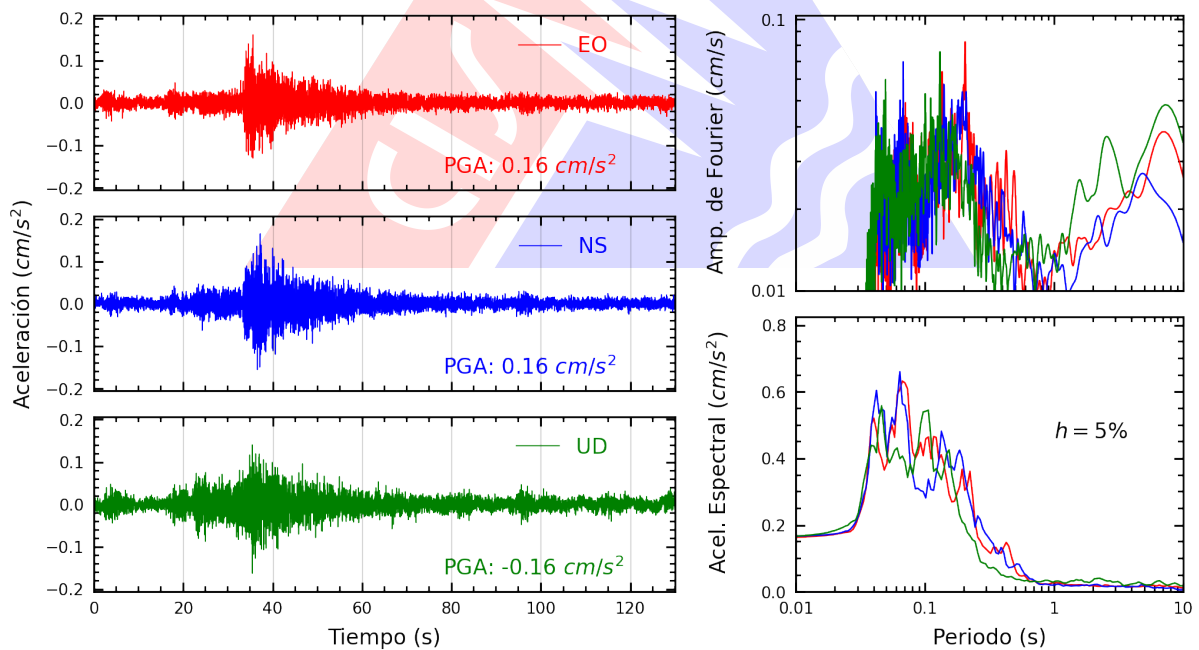 Aceleración (cm/s²)
0.2
0.1
0.0
−0.1
−0.2
EO
PGA: 0.16 cm/s²
0.2
0.1
0.0
−0.1
−0.2
NS
PGA: 0.16 cm/s²
0.2
0.1
0.0
−0.1
−0.2
UD
PGA: -0.16 cm/s²
0 20 40 60 80 100 120
Tiempo (s)
Amp. de Fourier (cm/s)
0.1
0.01
Acel. Espectral (cm/s²)
0.8
0.6
0.4
0.2
0.0
h = 5%
0.01 0.1 1 10
Periodo (s)